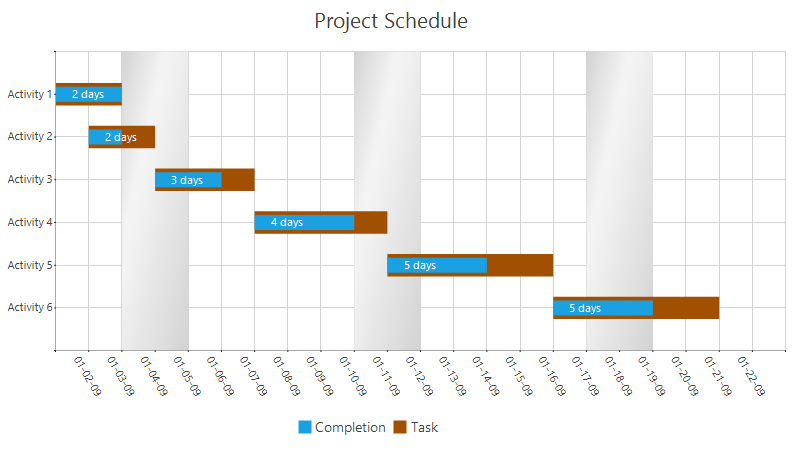 Project Schedule
Activity 1
2 days
Activity 2
2 days
Activity 3
3 days
Activity 4
4 days
Activity 5
5 days
Activity 6
5 days
01-02-09
01-03-09
01-04-09
01-05-09
01-06-09
01-07-09
01-08-09
01-09-09
01-10-09
01-11-09
01-12-09
01-13-09
01-14-09
01-15-09
01-16-09
01-17-09
01-18-09
01-19-09
01-20-09
01-21-09
01-22-09
Completion Task